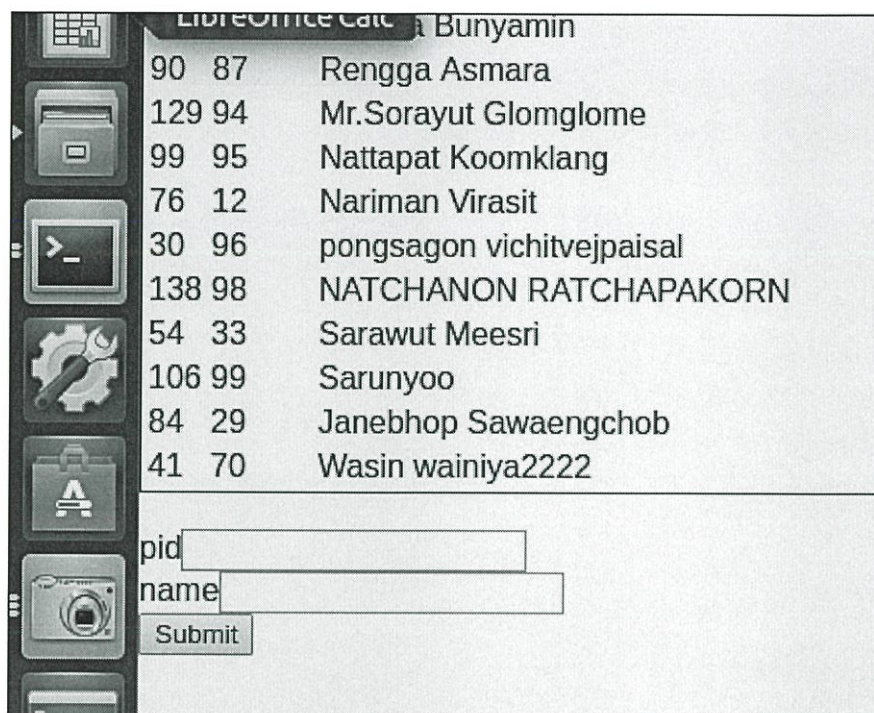 LibreOffice Calc
a Bunyamin
90 87 Rengga Asmara
129 94 Mr.Sorayut Glomglome
99 95 Nattapat Koomklang
76 12 Nariman Virasit
30 96 pongsagon vichitvejpaisal
138 98 NATCHANON RATCHAPAKORN
54 33 Sarawut Meesri
106 99 Sarunyoo
84 29 Janebhop Sawaengchob
41 70 Wasin wainiya2222
pid
name
Submit